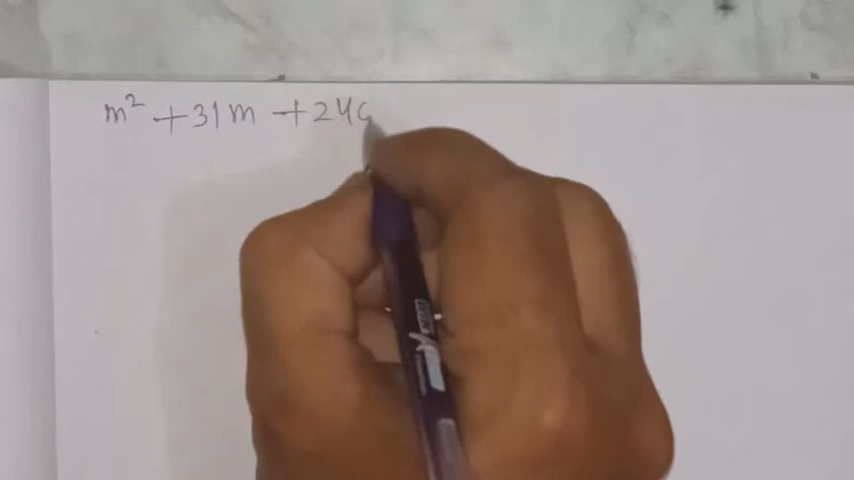 m² + 31m + 24